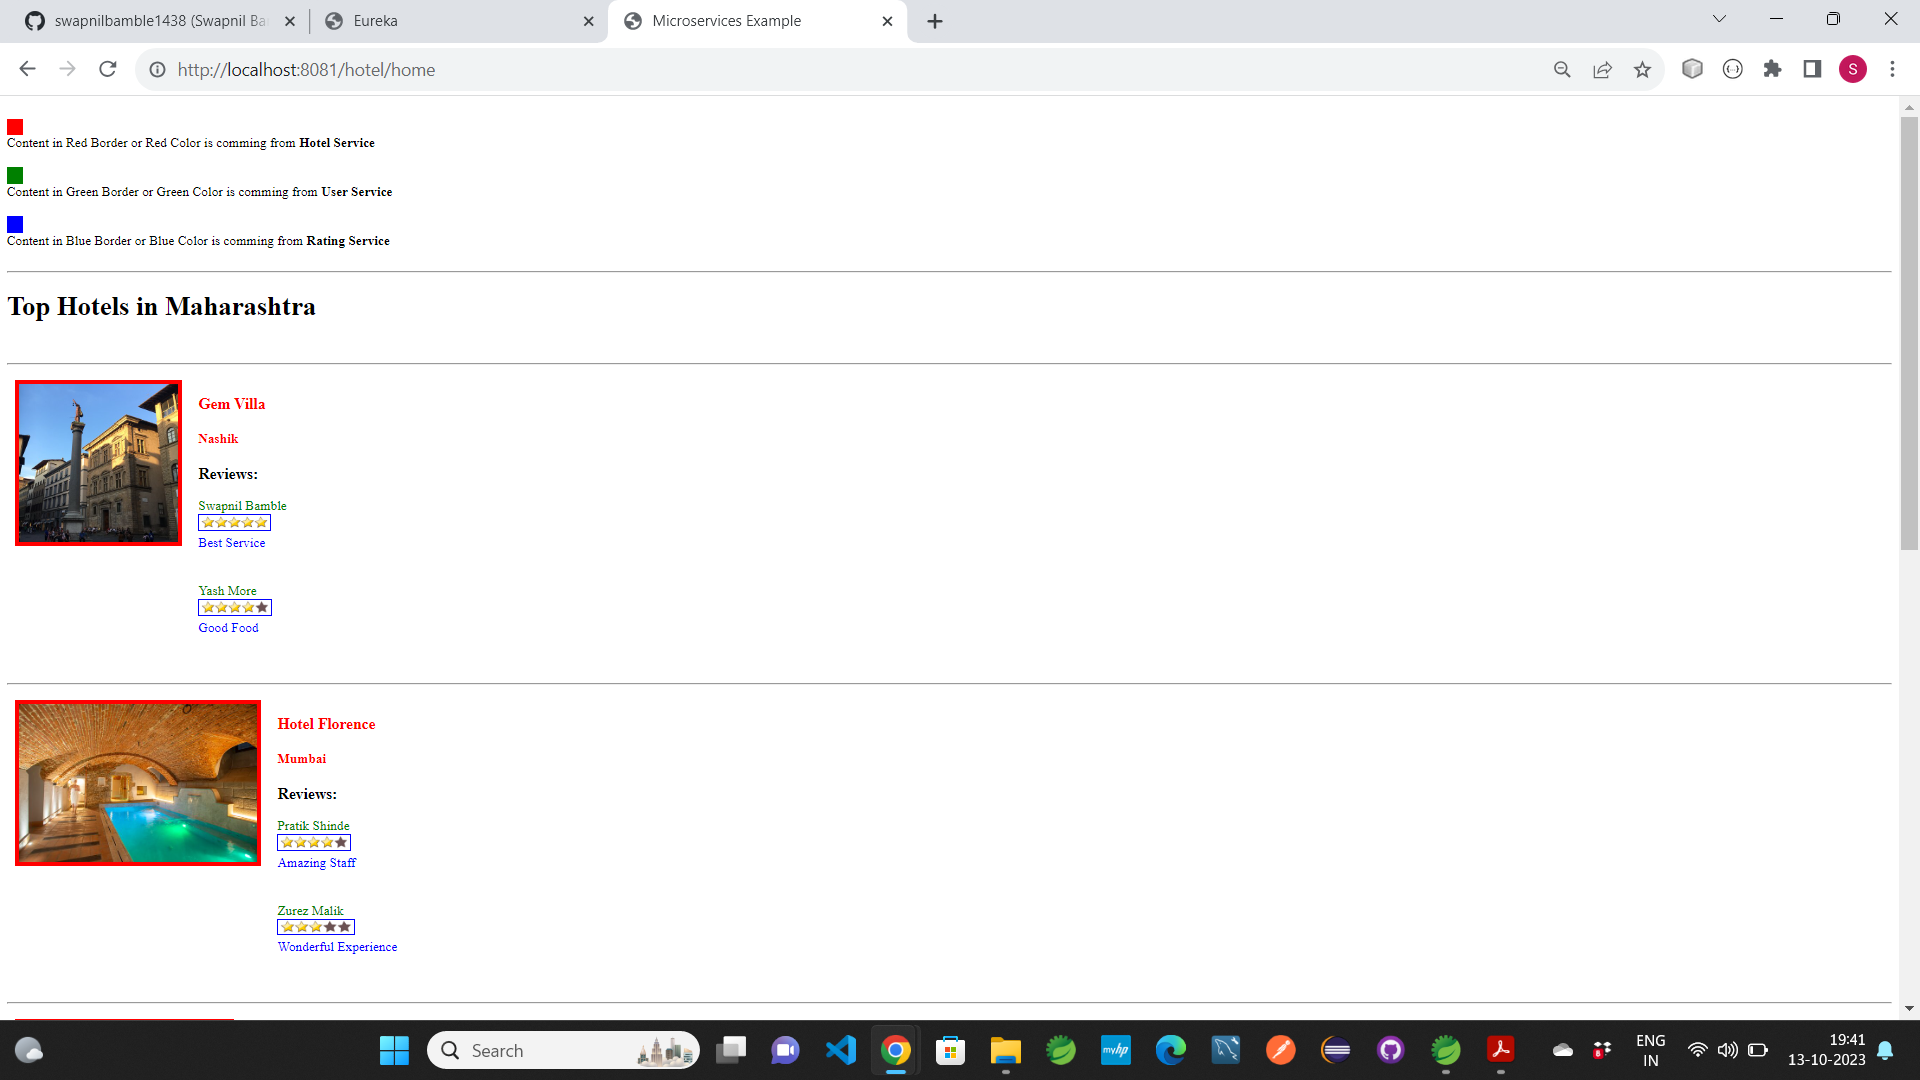 swapnilbamble1438 (Swapnil Ba
Eureka
Microservices Example
http://localhost:8081/hotel/home
S
Content in Red Border or Red Color is comming from Hotel Service
Content in Green Border or Green Color is comming from User Service
Content in Blue Border or Blue Color is comming from Rating Service
Top Hotels in Maharashtra
Gem Villa
Nashik
Reviews:
Swapnil Bamble
Best Service
Yash More
Good Food
Hotel Florence
Mumbai
Reviews:
Pratik Shinde
Amazing Staff
Zurez Malik
Wonderful Experience
Search
myhp
8
ENG
IN
19:41
13-10-2023